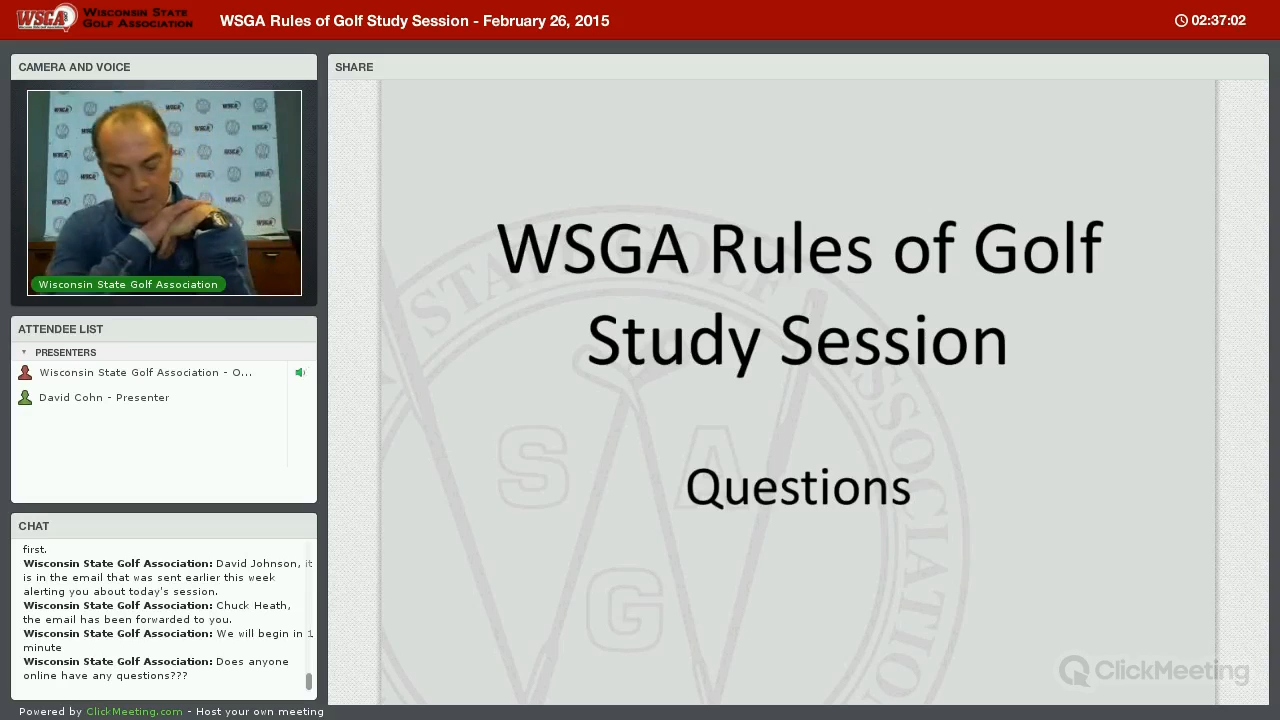 WSGA
WISCONSIN STATE
GOLF ASSOCIATION
WSGA Rules of Golf Study Session - February 26, 2015
02:37:02
CAMERA AND VOICE
WSGA
Wisconsin State Golf Association
ATTENDEE LIST
PRESENTERS
Wisconsin State Golf Association - O...
David Cohn - Presenter
CHAT
first.
Wisconsin State Golf Association: David Johnson, it
is in the email that was sent earlier this week
alerting you about today's session.
Wisconsin State Golf Association: Chuck Heath,
the email has been forwarded to you.
Wisconsin State Golf Association: We will begin in 1
minute
Wisconsin State Golf Association: Does anyone
online have any questions???
Powered by ClickMeeting.com - Host your own meeting
SHARE
WSGA Rules of Golf
Study Session
Questions
S A
G
ClickMeeting